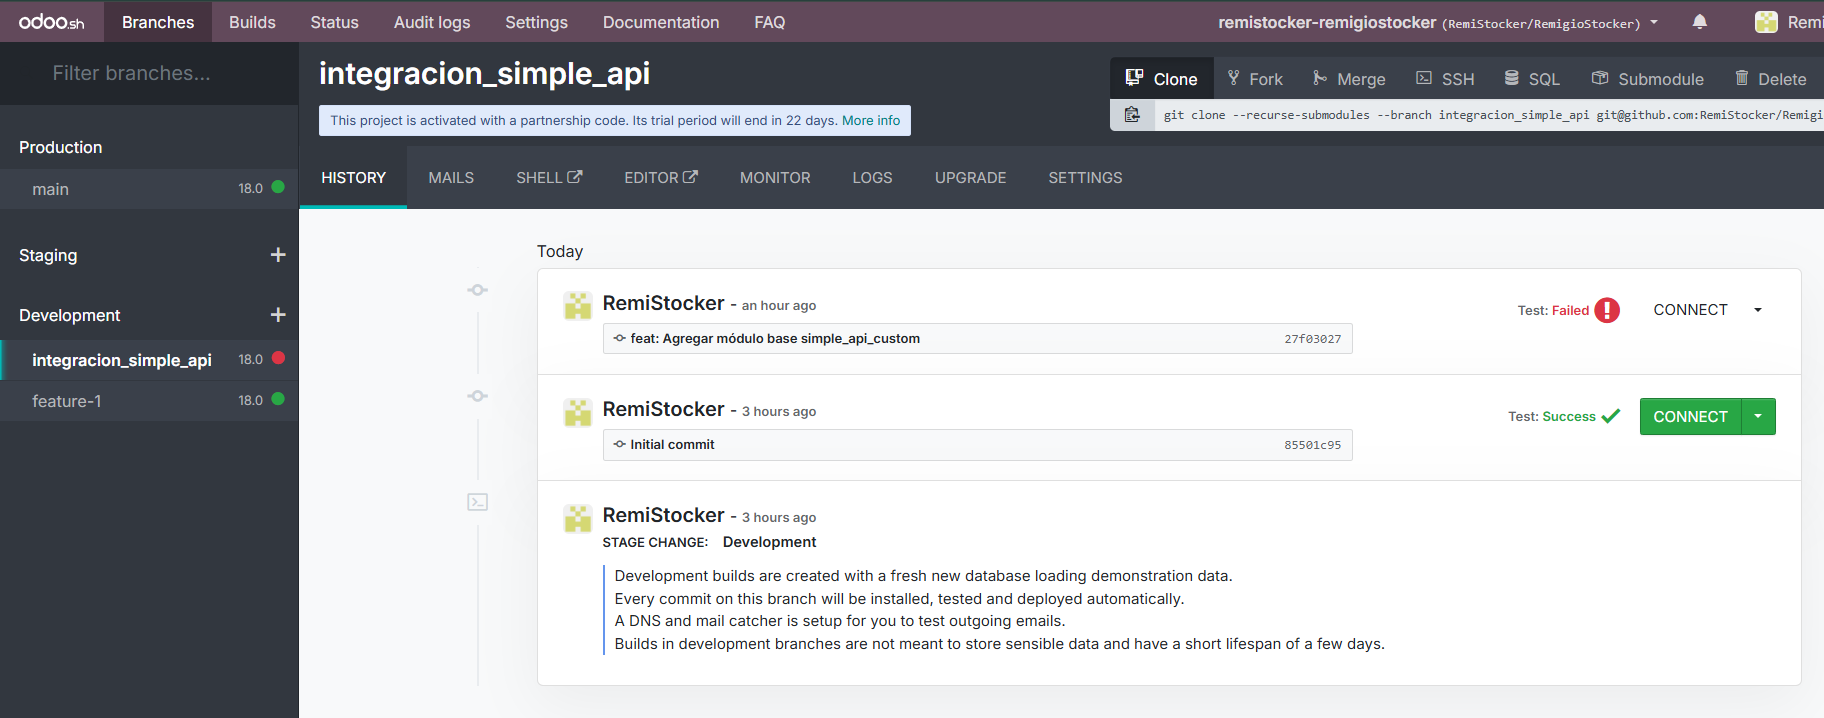 odoo.sh Branches Builds Status Audit logs Settings Documentation FAQ remistocker-remigiostocker (RemiStocker/RemigioStocker) Remi
Filter branches...
integracion_simple_api
Clone Fork Merge SSH SQL Submodule Delete
git clone --recurse-submodules --branch integracion_simple_api git@github.com:RemiStocker/Remigi
This project is activated with a partnership code. Its trial period will end in 22 days. More info
Production
main 18.0
Staging
Development
integracion_simple_api 18.0
feature-1 18.0
HISTORY MAILS SHELL EDITOR MONITOR LOGS UPGRADE SETTINGS
Today
RemiStocker - an hour ago
feat: Agregar módulo base simple_api_custom 27f03027
Test: Failed CONNECT
RemiStocker - 3 hours ago
Initial commit 85501c95
Test: Success CONNECT
RemiStocker - 3 hours ago
STAGE CHANGE: Development
Development builds are created with a fresh new database loading demonstration data.
Every commit on this branch will be installed, tested and deployed automatically.
A DNS and mail catcher is setup for you to test outgoing emails.
Builds in development branches are not meant to store sensible data and have a short lifespan of a few days.